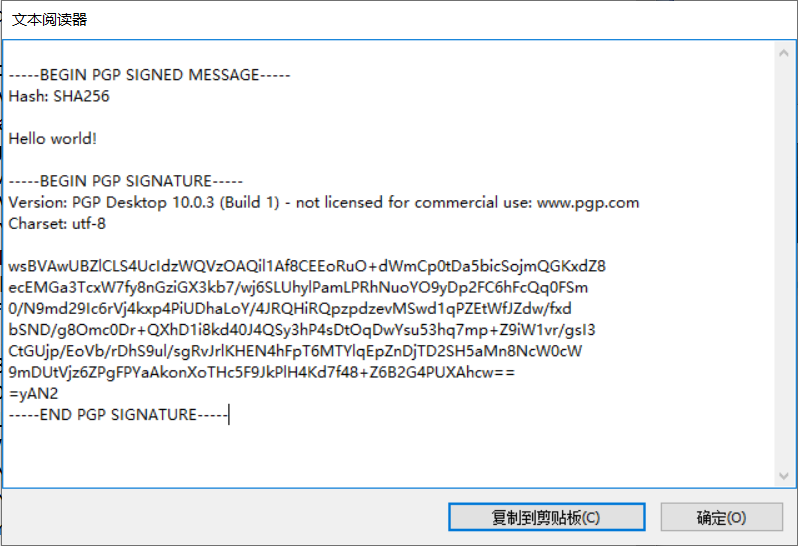 文本阅读器
-----BEGIN PGP SIGNED MESSAGE-----
Hash: SHA256
Hello world!
-----BEGIN PGP SIGNATURE-----
Version: PGP Desktop 10.0.3 (Build 1) - not licensed for commercial use: www.pgp.com
Charset: utf-8
wsBVAwUBZlCLS4UcIdzWQVzOAQil1Af8CEEoRuO+dWmCp0tDa5bicSojmQGKxdZ8
ecEMGa3TcxW7fy8nGziGX3kb7/wj6SLUhylPamLPRhNuoYO9yDp2FC6hFcQq0FSm
0/N9md29Ic6rVj4kxp4PiUDhaLoY/4JRQHiRQpzpdzevMSwd1qPZEtWfJZdw/fxd
bSND/g8Omc0Dr+QXhD1i8kd40J4QSy3hP4sDtOqDwYsu53hq7mp+Z9iW1vr/gsI3
CtGUjp/EoVb/rDhS9ul/sgRvJrlKHEN4hFpT6MTYlqEpZnDjTD2SH5aMn8NcW0cW
9mDUtVjz6ZPgFPYaAkonXoTHc5F9JkPlH4Kd7f48+Z6B2G4PUXAhcw==
=yAN2
-----END PGP SIGNATURE-----
复制到剪贴板(C)
确定(O)